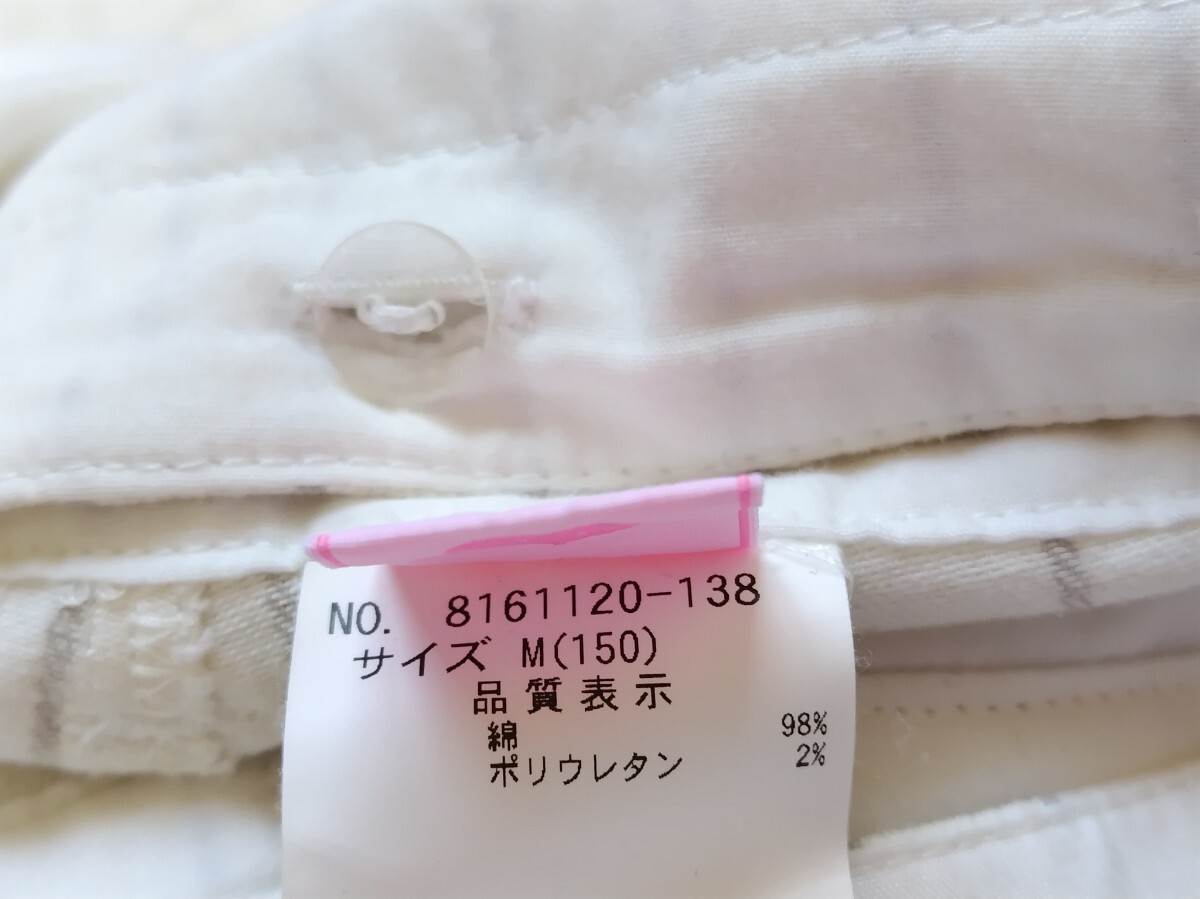 NO. 8161120-138
サイズ M(150)
品質表示
綿 98%
ポリウレタン 2%